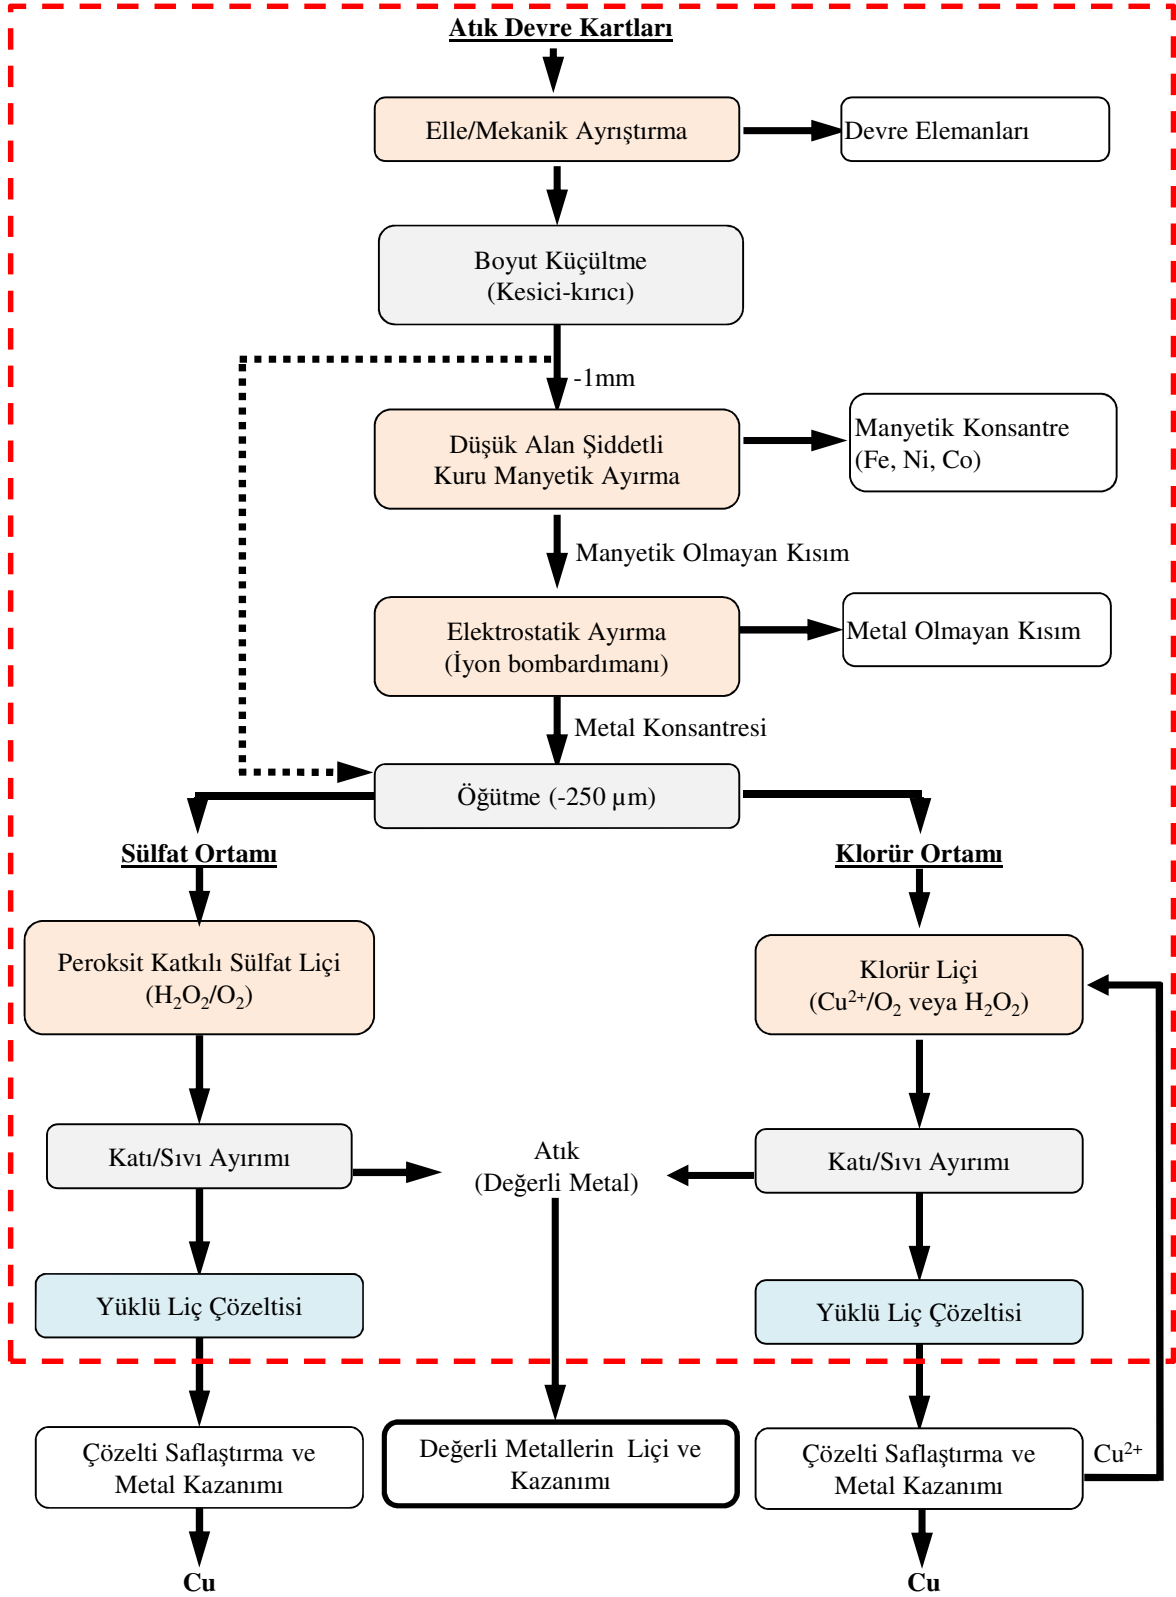 Atık Devre Kartları
Elle/Mekanik Ayrıştırma
Devre Elemanları
Boyut Küçültme
(Kesici-kırıcı)
-1mm
Düşük Alan Şiddetli
Kuru Manyetik Ayırma
Manyetik Konsantre
(Fe, Ni, Co)
Manyetik Olmayan Kısım
Elektrostatik Ayırma
(İyon bombardımanı)
Metal Olmayan Kısım
Metal Konsantresi
Öğütme (-250 µm)
Sülfat Ortamı
Klorür Ortamı
Peroksit Katkılı Sülfat Liçi
(H₂O₂/O₂)
Klorür Liçi
(Cu²⁺/O₂ veya H₂O₂)
Katı/Sıvı Ayırımı
Atık
(Değerli Metal)
Katı/Sıvı Ayırımı
Yüklü Liç Çözeltisi
Yüklü Liç Çözeltisi
Çözelti Saflaştırma ve
Metal Kazanımı
Değerli Metallerin Liçi ve
Kazanımı
Çözelti Saflaştırma ve
Metal Kazanımı
Cu²⁺
Cu
Cu